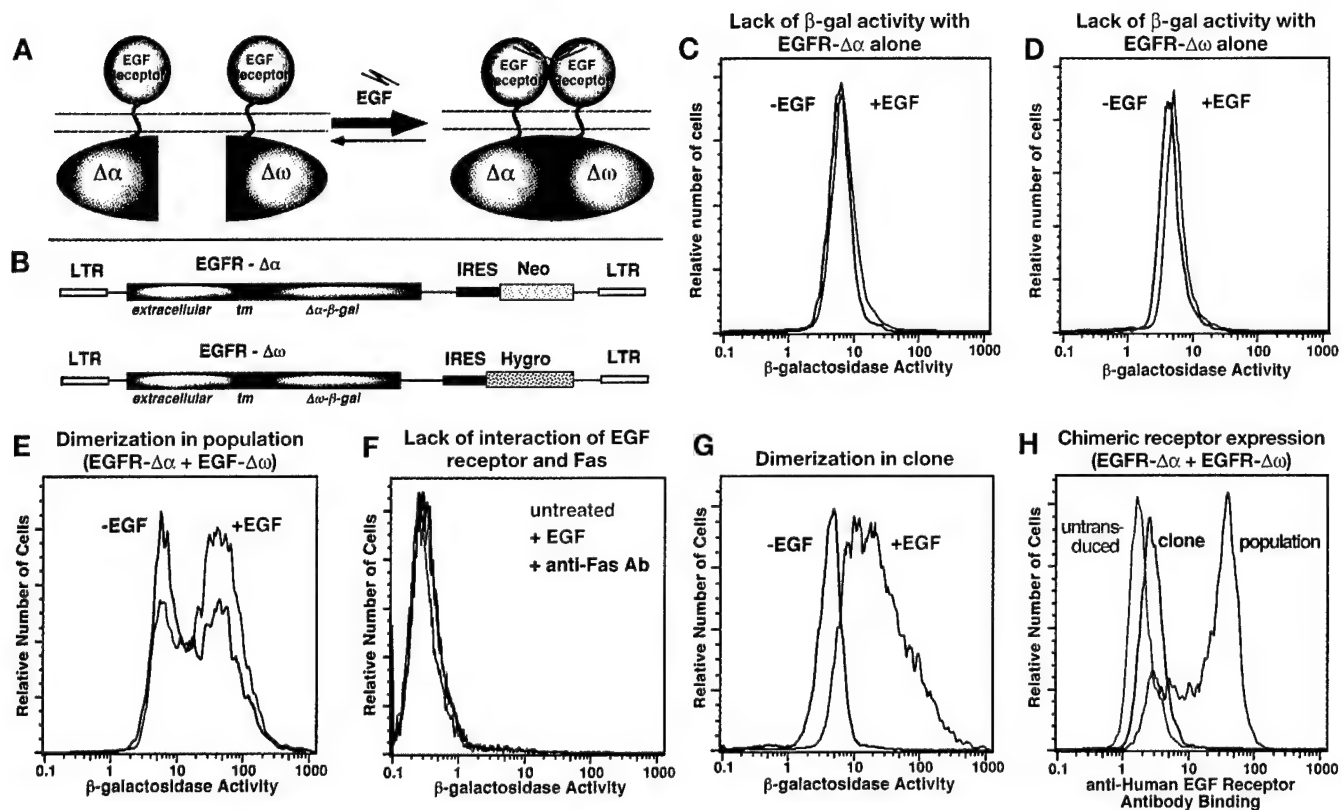 A
EGF
Receptor
EGF
Receptor
EGF
EGF
Receptor
EGF
Receptor
Δα
Δω
Δα
Δω
B
LTR
EGFR - Δα
IRES
Neo
LTR
extracellular
tm
Δα-β-gal
LTR
EGFR - Δω
IRES
Hygro
LTR
extracellular
tm
Δω-β-gal
C
Lack of β-gal activity with
EGFR-Δα alone
-EGF
+EGF
Relative number of cells
0.1 1 10 100 1000
β-galactosidase Activity
D
Lack of β-gal activity with
EGFR-Δω alone
-EGF
+EGF
Relative number of cells
0.1 1 10 100 1000
β-galactosidase Activity
E
Dimerization in population
(EGFR-Δα + EGF-Δω)
-EGF
+EGF
Relative Number of Cells
0.1 1 10 100 1000
β-galactosidase Activity
F
Lack of interaction of EGF
receptor and Fas
untreated
+ EGF
+ anti-Fas Ab
Relative Number of Cells
0.1 1 10 100 1000
β-galactosidase Activity
G
Dimerization in clone
-EGF
+EGF
Relative Number of Cells
0.1 1 10 100 1000
β-galactosidase Activity
H
Chimeric receptor expression
(EGFR-Δα + EGFR-Δω)
untrans-
duced
clone
population
Relative Number of Cells
0.1 1 10 100 1000
anti-Human EGF Receptor
Antibody Binding